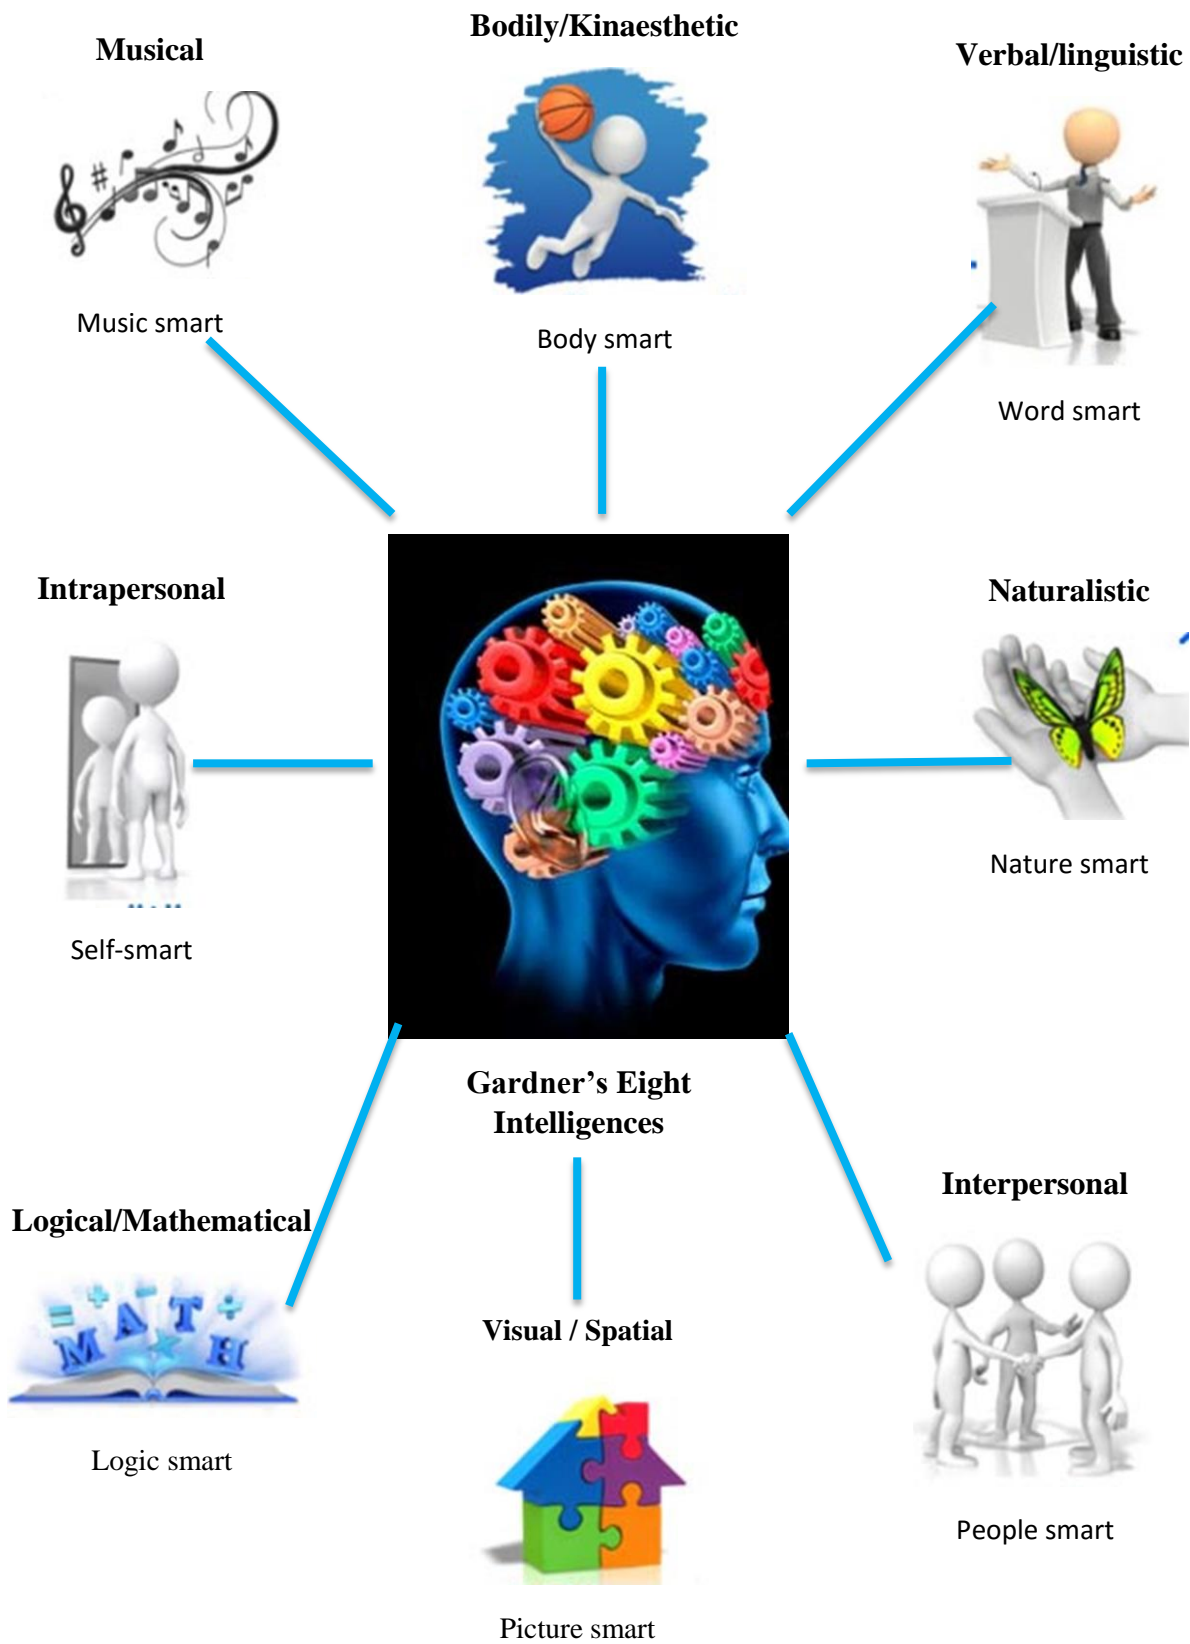 Musical
Bodily/Kinaesthetic
Verbal/linguistic
Music smart
Body smart
Word smart
Intrapersonal
Naturalistic
Self-smart
Nature smart
Gardner’s Eight
Intelligences
Logical/Mathematical
MATH
Logic smart
Visual / Spatial
Picture smart
Interpersonal
People smart